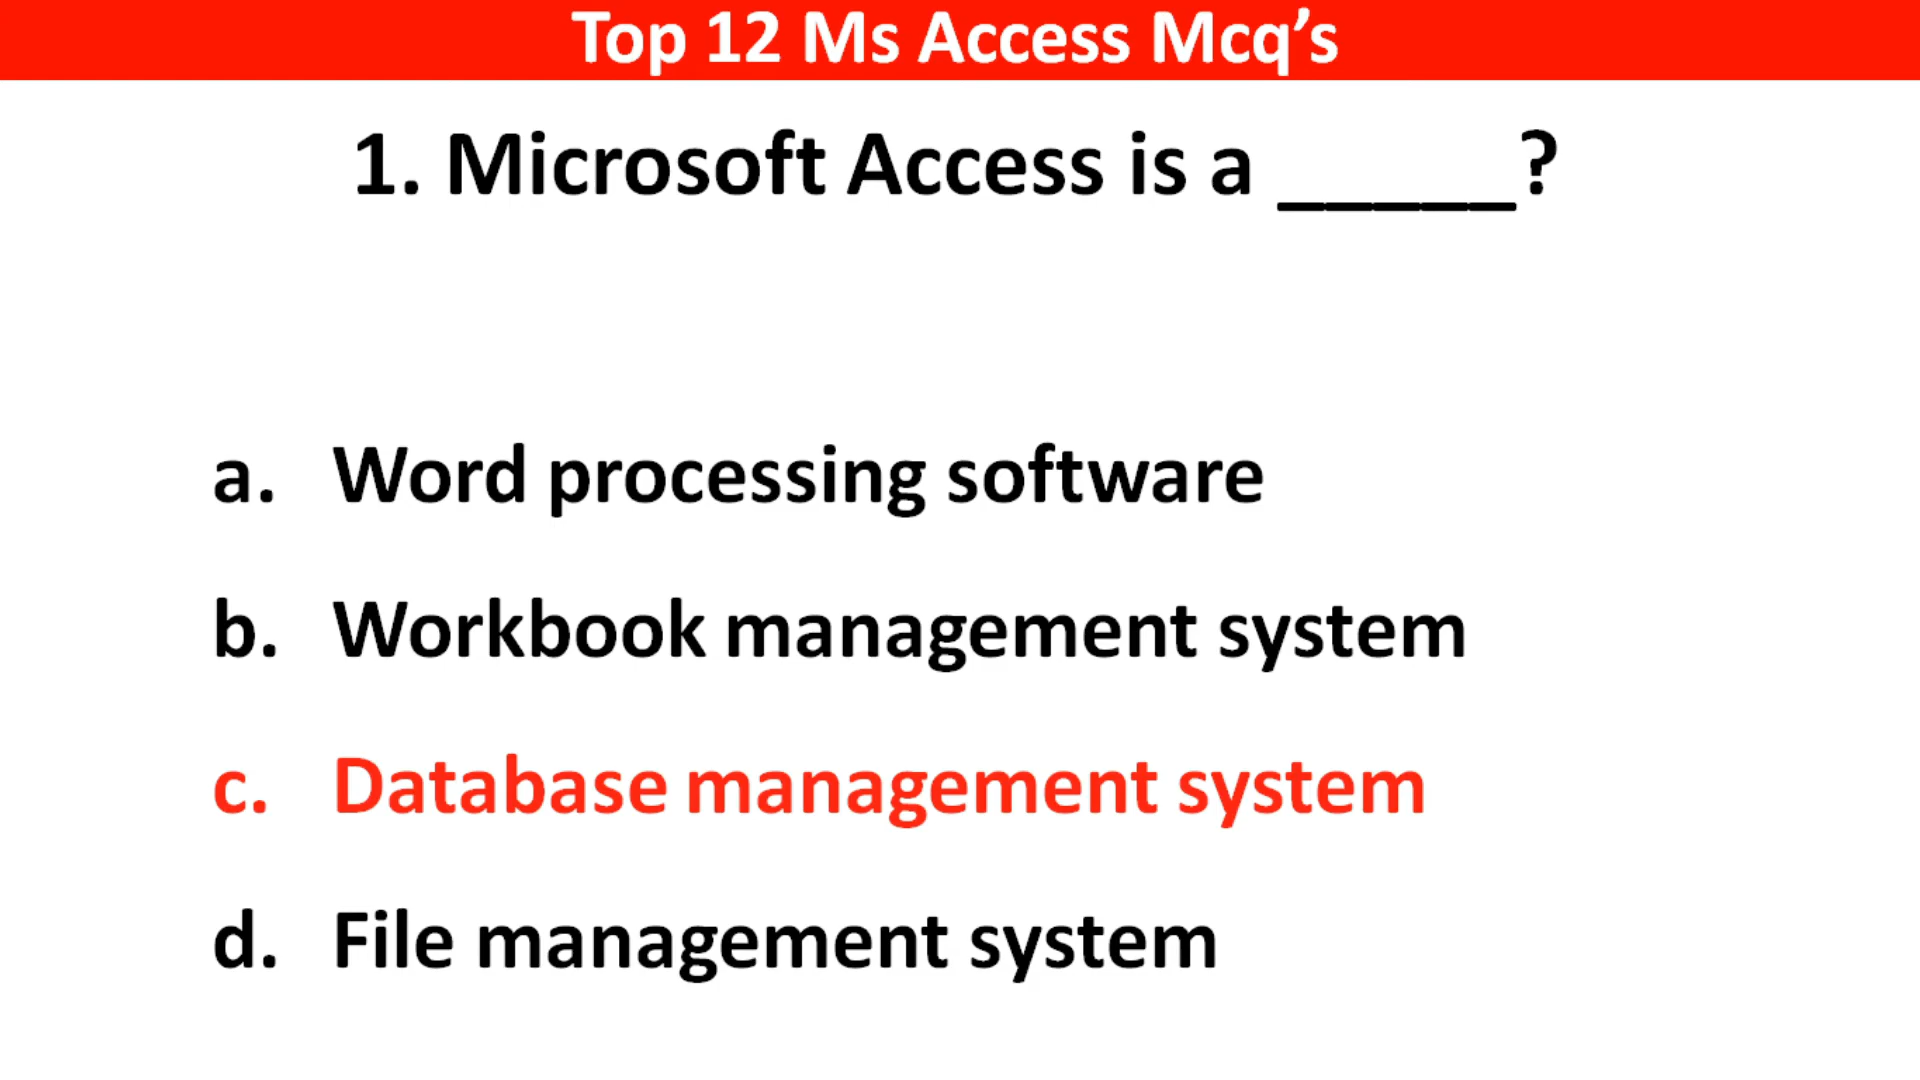 Top 12 Ms Access Mcq’s
1. Microsoft Access is a _____?
a. Word processing software
b. Workbook management system
c. Database management system
d. File management system